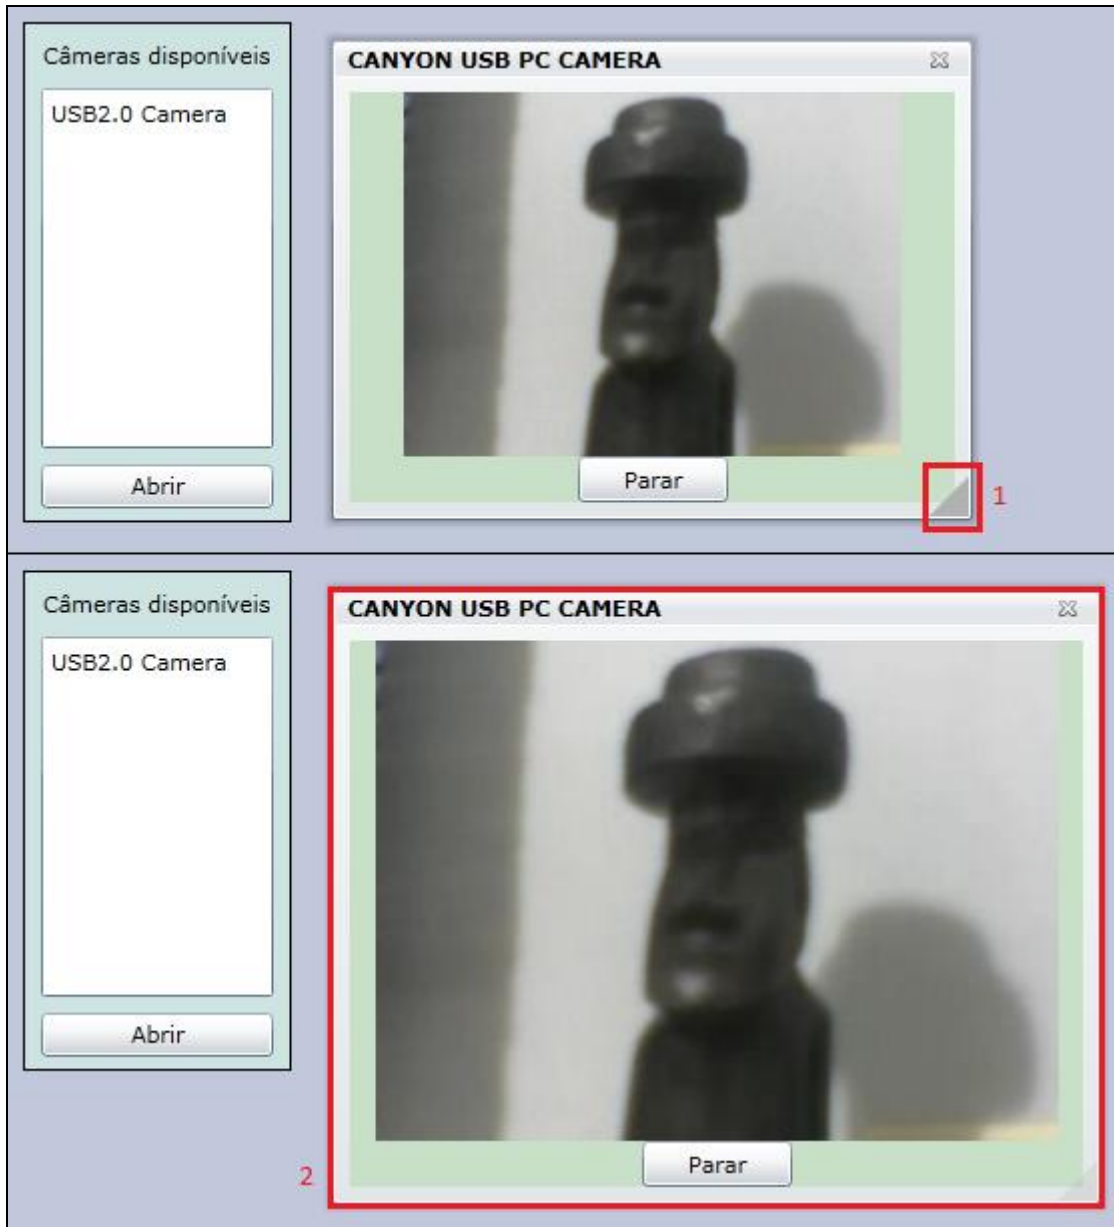 Câmeras disponíveis
USB2.0 Camera
Abrir
CANYON USB PC CAMERA
Parar
1
Câmeras disponíveis
USB2.0 Camera
Abrir
CANYON USB PC CAMERA
Parar
2